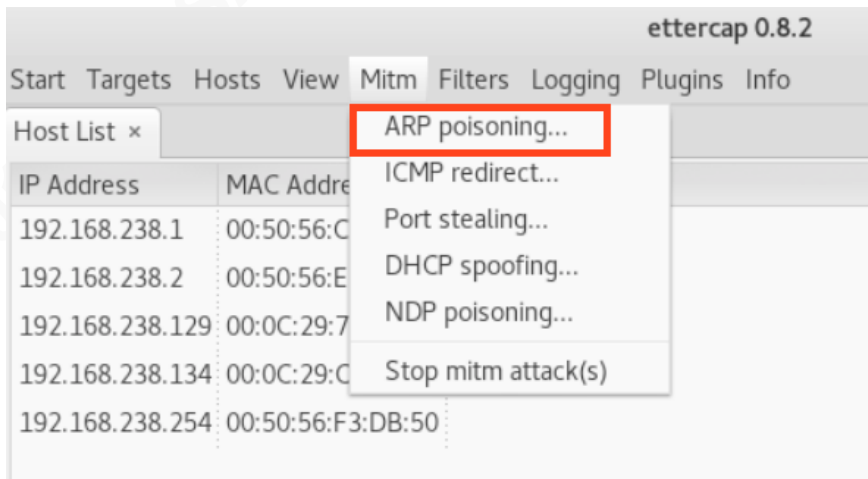 ettercap 0.8.2
Start Targets Hosts View Mitm Filters Logging Plugins Info
Host List ×
ARP poisoning...
ICMP redirect...
Port stealing...
DHCP spoofing...
NDP poisoning...
Stop mitm attack(s)
IP Address MAC Addre
192.168.238.1 00:50:56:C
192.168.238.2 00:50:56:E
192.168.238.129 00:0C:29:7
192.168.238.134 00:0C:29:C
192.168.238.254 00:50:56:F3:DB:50